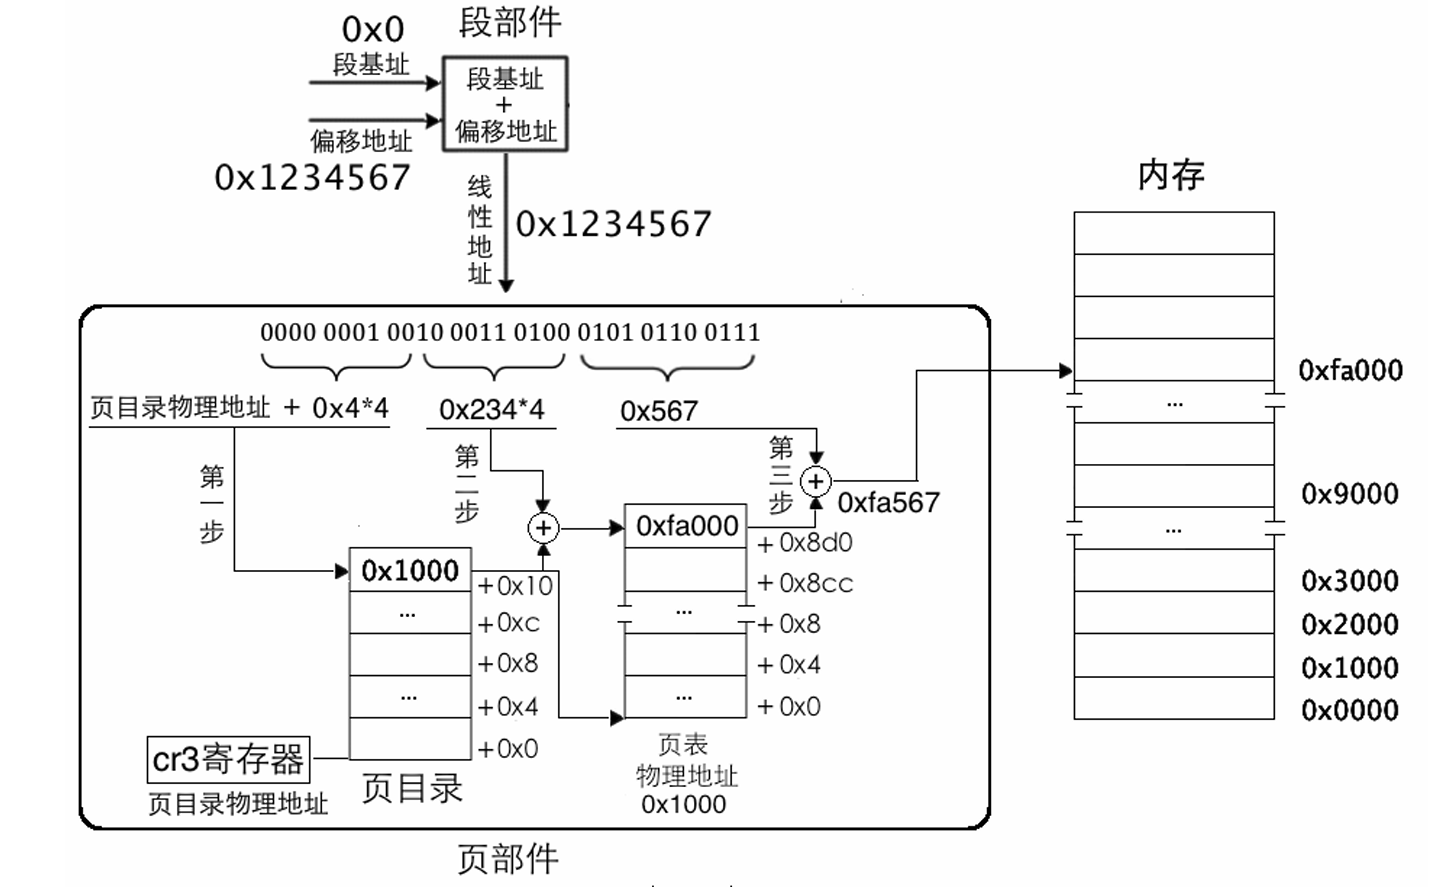 0x0
段部件
段基址
段基址
+
偏移地址
偏移地址
0x1234567
线性地址
0x1234567
内存
0000 0001 0010 0011 0100 0101 0110 0111
页目录物理地址 + 0x4*4
0x234*4
0x567
第一步
第二步
第三步
+
+
0xfa567
0x1000
...
...
+0x10
+0xc
+0x8
+0x4
+0x0
0xfa000
...
...
+0x8d0
+0x8cc
+0x8
+0x4
+0x0
cr3寄存器
页目录物理地址
页目录
页表
物理地址
0x1000
页部件
...
...
0xfa000
0x9000
0x3000
0x2000
0x1000
0x0000